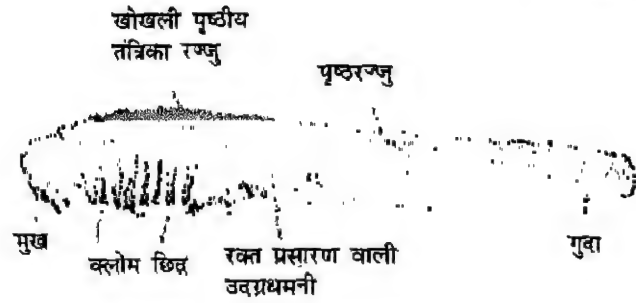 खोखली पृष्ठीय
तंत्रिका रज्जु
पृष्ठरज्जु
मुख
क्लोम छिद्र
रक्त प्रसारण वाली
उदग्रधमनी
गुदा